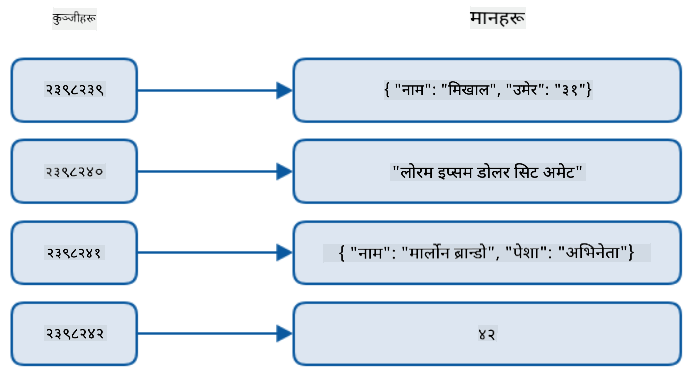 कुञ्जीहरू मानहरू
२३९८२३९ { "नाम": "मिखाल", "उमेर": "३१"}
२३९८२४० "लोरम इप्सम डोलर सिट अमेट"
२३९८२४१ { "नाम": "मार्लोन ब्रान्डो", "पेशा": "अभिनेता"}
२३९८२४२ ४२